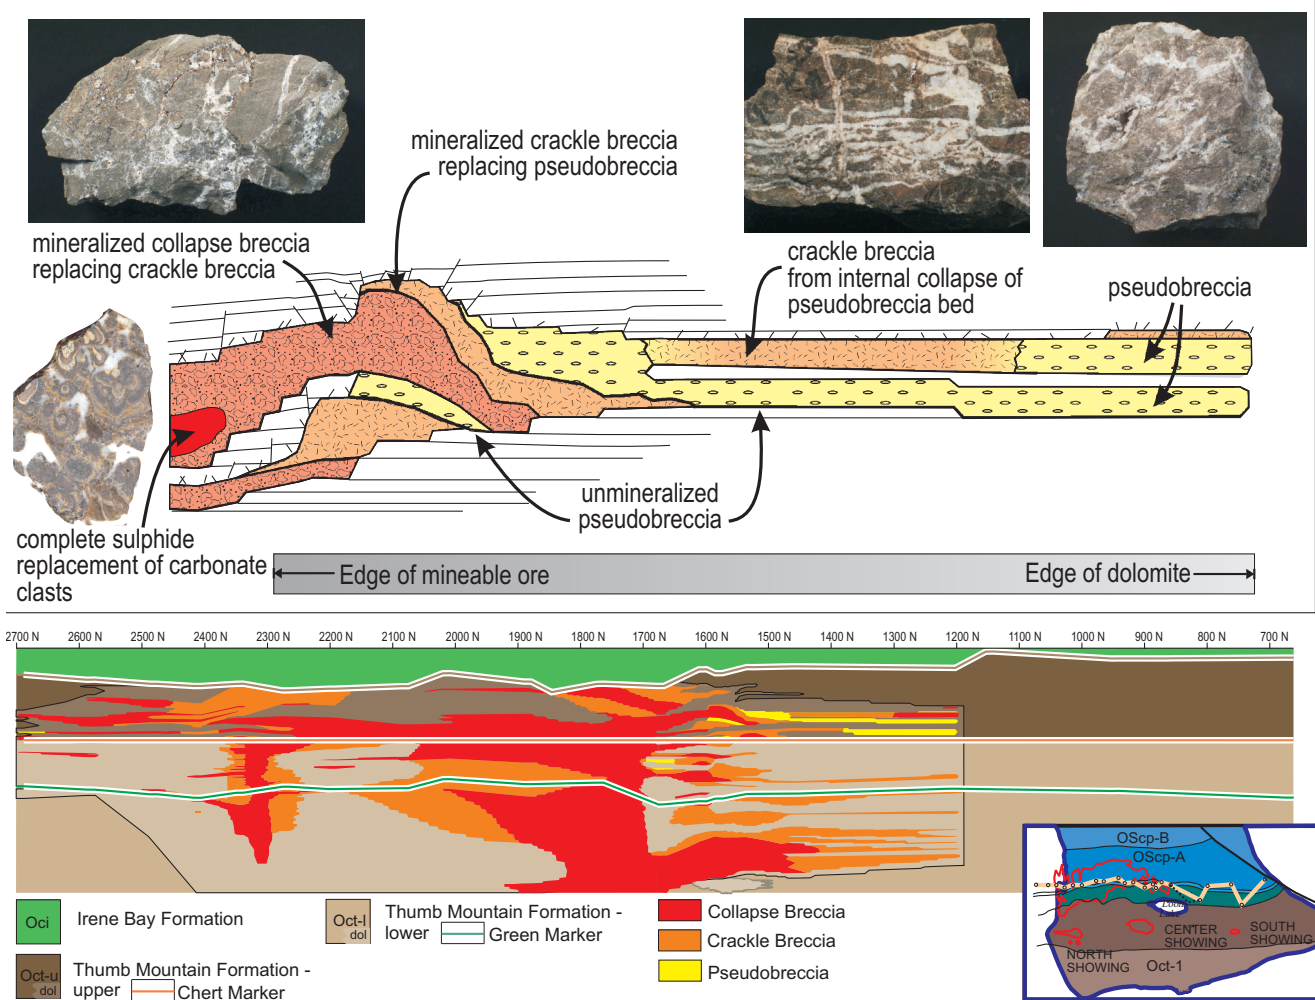 mineralized crackle breccia
replacing pseudobreccia
mineralized collapse breccia
replacing crackle breccia
crackle breccia
from internal collapse of
pseudobreccia bed
pseudobreccia
unmineralized
pseudobreccia
complete sulphide
replacement of carbonate
clasts
Edge of mineable ore
Edge of dolomite
2700 N 2600 N 2500 N 2400 N 2300 N 2200 N 2100 N 2000 N 1900 N 1800 N 1700 N 1600 N 1500 N 1400 N 1300 N 1200 N 1100 N 1000 N 900 N 800 N 700 N
OScp-B
OScp-A
Loon
Lake
CENTER
SHOWING
SOUTH
SHOWING
NORTH
SHOWING
Oct-1
Oci
Irene Bay Formation
Oct-u
dol
Thumb Mountain Formation -
upper
Chert Marker
Oct-l
dol
Thumb Mountain Formation -
lower
Green Marker
Collapse Breccia
Crackle Breccia
Pseudobreccia